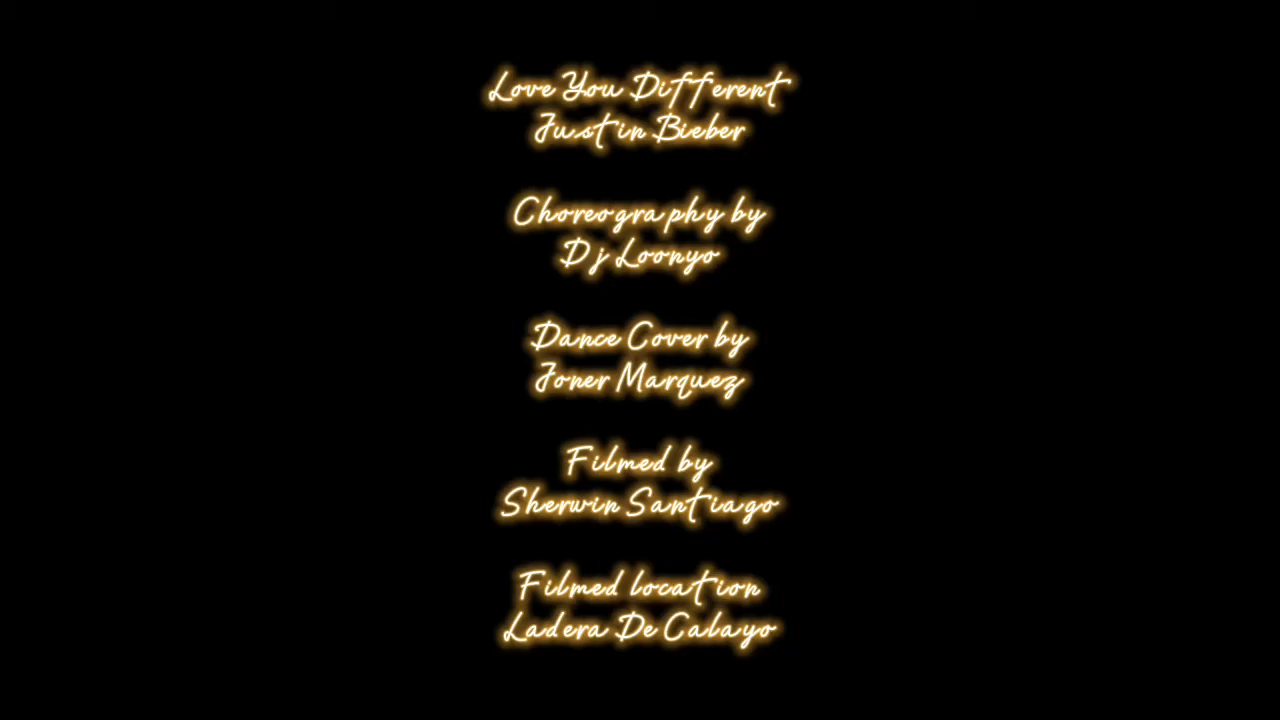 Love You Different
Justin Bieber
Choreography by
Dj Loonyo
Dance Cover by
Joner Marquez
Filmed by
Sherwin Santiago
Filmed location
Ladera De Calayo